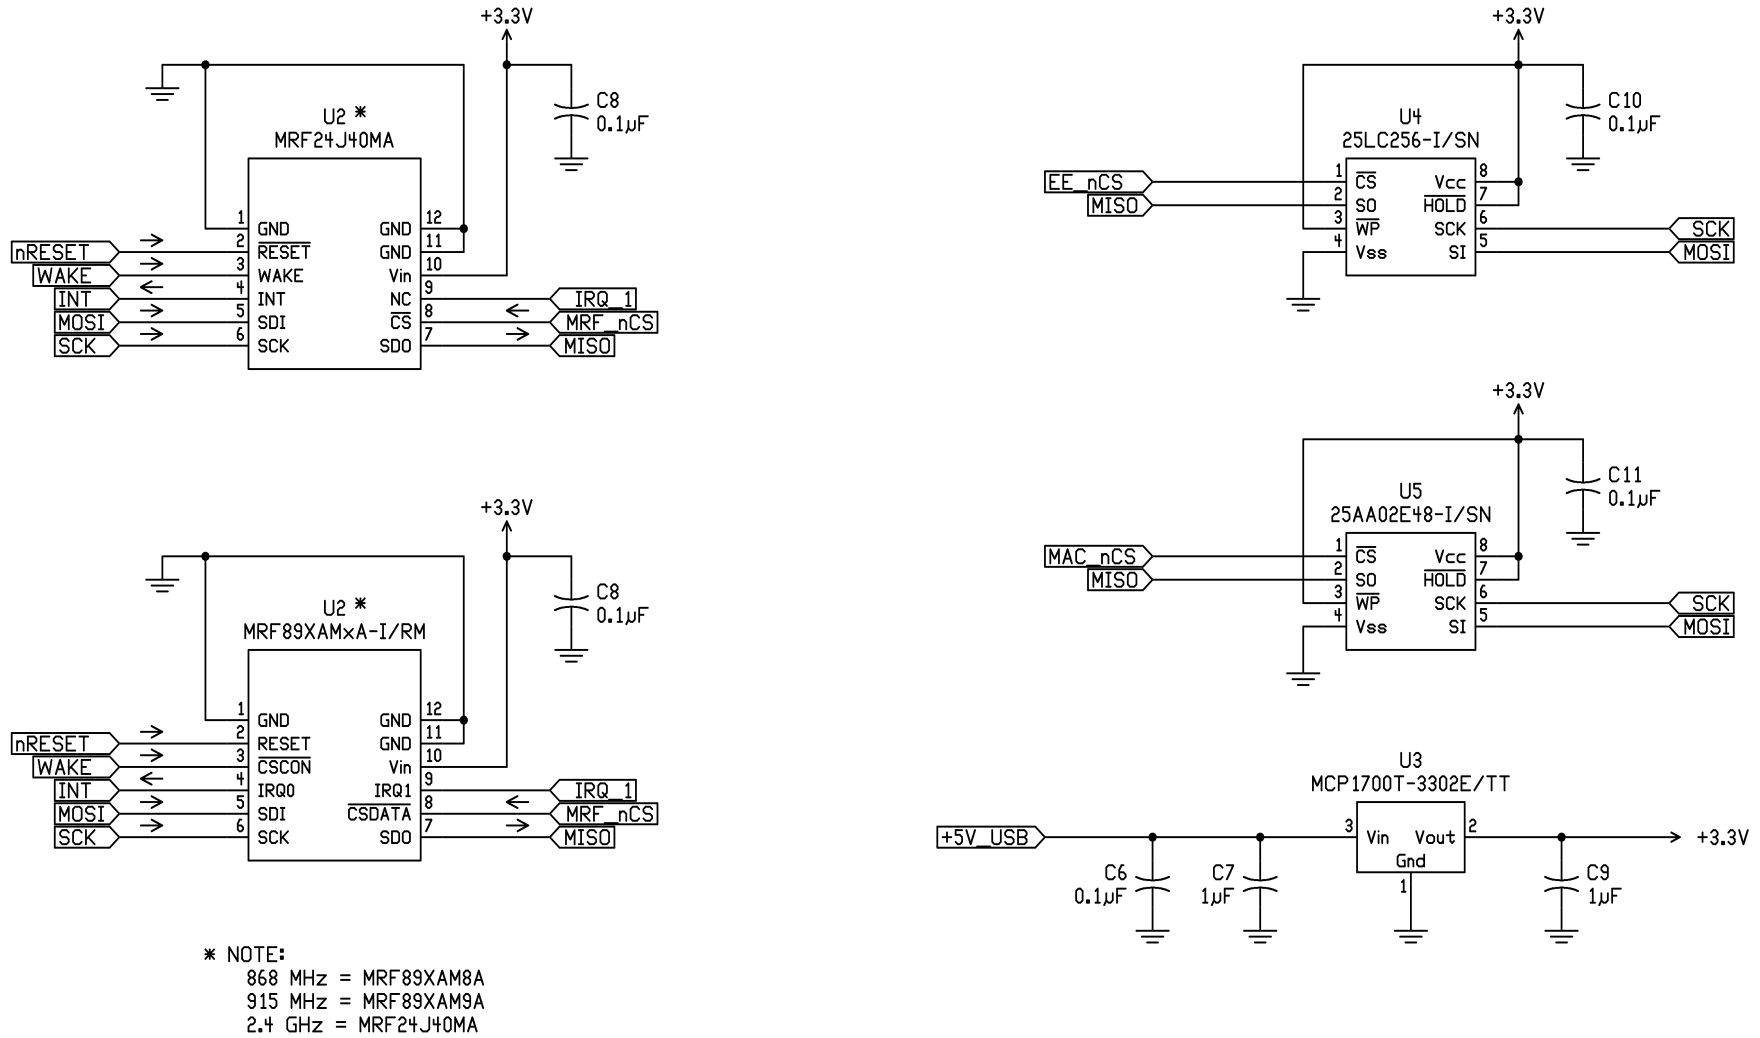 +3.3V
C8
0.1µF
U2 *
MRF24J40MA
nRESET
WAKE
INT
MOSI
SCK
1
2
3
4
5
6
GND
RESET
WAKE
INT
SDI
SCK
GND
GND
Vin
NC
CS
SDO
12
11
10
9
8
7
IRQ_1
MRF_nCS
MISO
+3.3V
C8
0.1µF
U2 *
MRF89XAMxA-I/RM
nRESET
WAKE
INT
MOSI
SCK
1
2
3
4
5
6
GND
RESET
CSCON
IRQ0
SDI
SCK
GND
GND
Vin
IRQ1
CSDATA
SDO
12
11
10
9
8
7
IRQ_1
MRF_nCS
MISO
* NOTE:
868 MHz = MRF89XAM8A
915 MHz = MRF89XAM9A
2.4 GHz = MRF24J40MA
+3.3V
C10
0.1µF
U4
25LC256-I/SN
EE_nCS
MISO
1
2
3
4
CS
SO
WP
Vss
Vcc
HOLD
SCK
SI
8
7
6
5
SCK
MOSI
+3.3V
C11
0.1µF
U5
25AA02E48-I/SN
MAC_nCS
MISO
1
2
3
4
CS
SO
WP
Vss
Vcc
HOLD
SCK
SI
8
7
6
5
SCK
MOSI
U3
MCP1700T-3302E/TT
+5V_USB
3
Vin
Vout
2
Gnd
1
+3.3V
C6
0.1µF
C7
1µF
C9
1µF